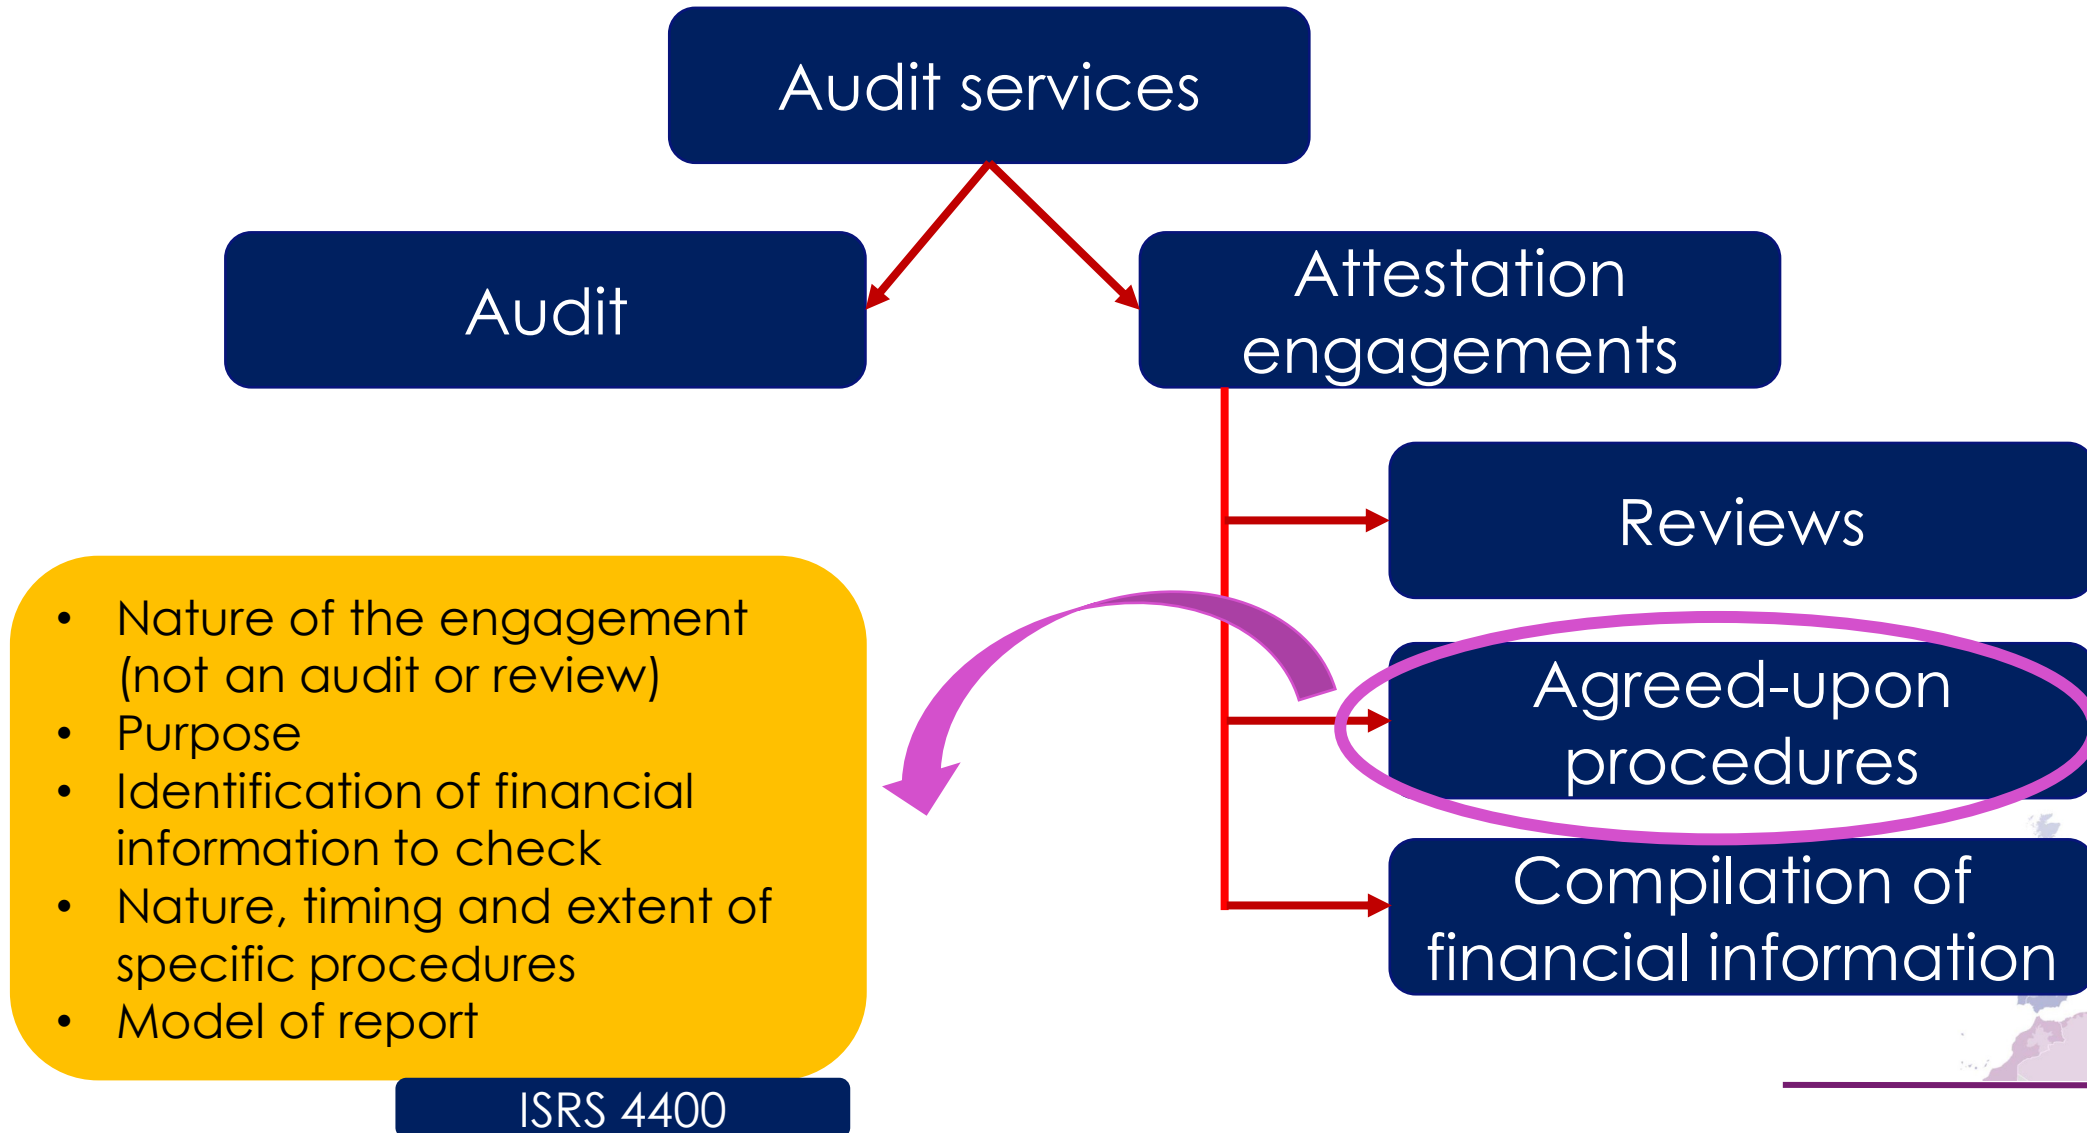 Audit services
Audit
Attestation
engagements
Reviews
Agreed-upon
procedures
Compilation of
financial information
• Nature of the engagement
(not an audit or review)
• Purpose
• Identification of financial
information to check
• Nature, timing and extent of
specific procedures
• Model of report
ISRS 4400